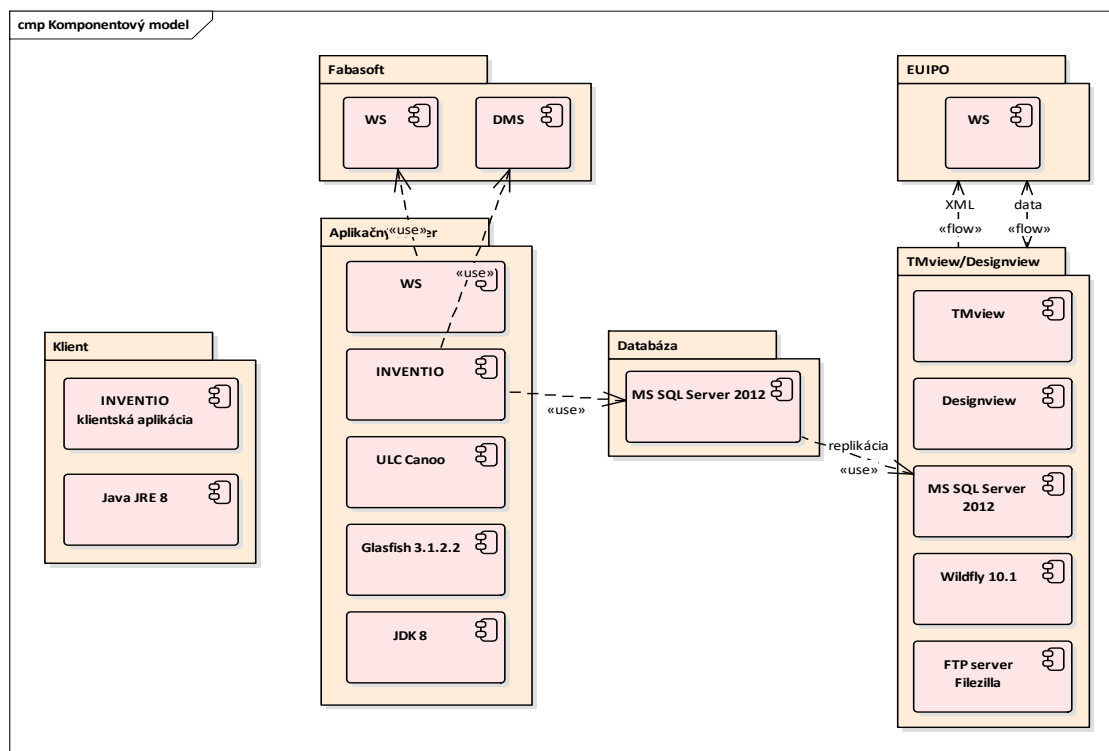 cmp Komponentový model
Fabasoft
WS
DMS
EUIPO
WS
XML
«flow»
data
«flow»
«use»
«use»
Aplikačný
WS
INVENTIO
ULC Canoo
Glasfish 3.1.2.2
JDK 8
Klient
INVENTIO
klientská aplikácia
Java JRE 8
«use»
Databáza
MS SQL Server 2012
replikácia
«use»
TMview/Designview
TMview
Designview
MS SQL Server
2012
Wildfly 10.1
FTP server
Filezilla